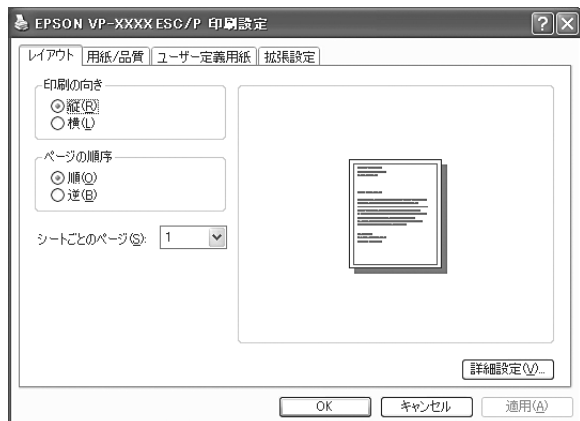 EPSON VP-XXXX ESC/P 印刷設定
レイアウト 用紙/品質 ユーザー定義用紙 拡張設定
印刷の向き
縦(R)
横(L)
ページの順序
順(O)
逆(B)
シートごとのページ(S): 1
詳細設定(V)...
OK キャンセル 適用(A)